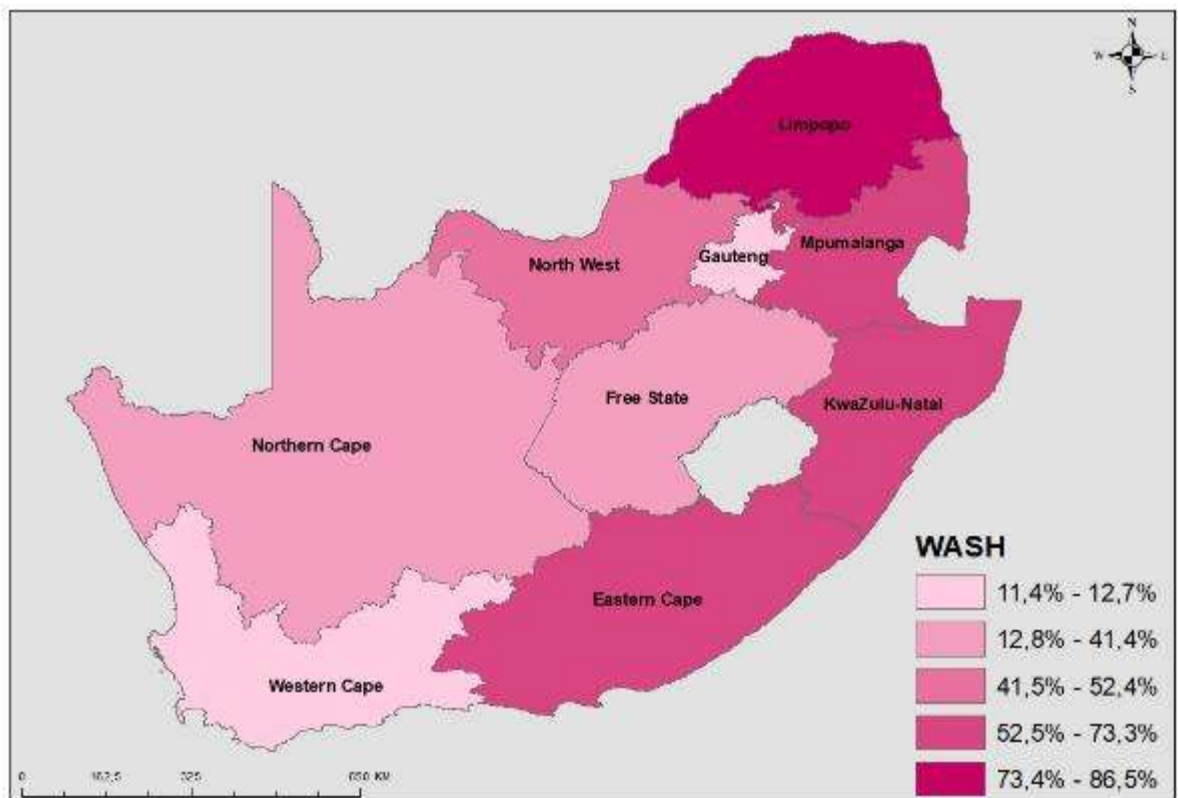 N
W E
S
Limpopo
Mpumalanga
Gauteng
North West
Free State
KwaZulu-Natal
Northern Cape
Eastern Cape
Western Cape
WASH
11,4% - 12,7%
12,8% - 41,4%
41,5% - 52,4%
52,5% - 73,3%
73,4% - 86,5%
0 162,5 325 650 KM